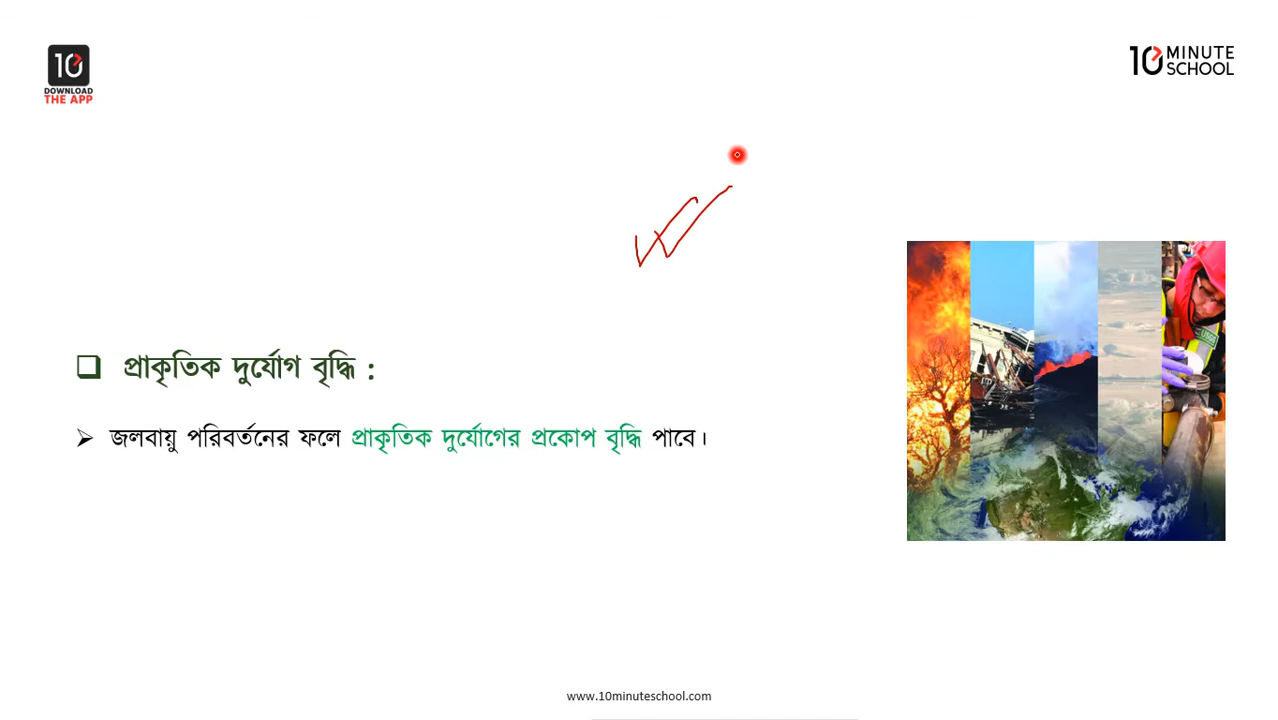 10
DOWNLOAD
THE APP
10 MINUTE
SCHOOL
প্রাকৃতিক দুর্যোগ বৃদ্ধি :
জলবায়ু পরিবর্তনের ফলে প্রাকৃতিক দুর্যোগের প্রকোপ বৃদ্ধি পাবে।
www.10minuteschool.com